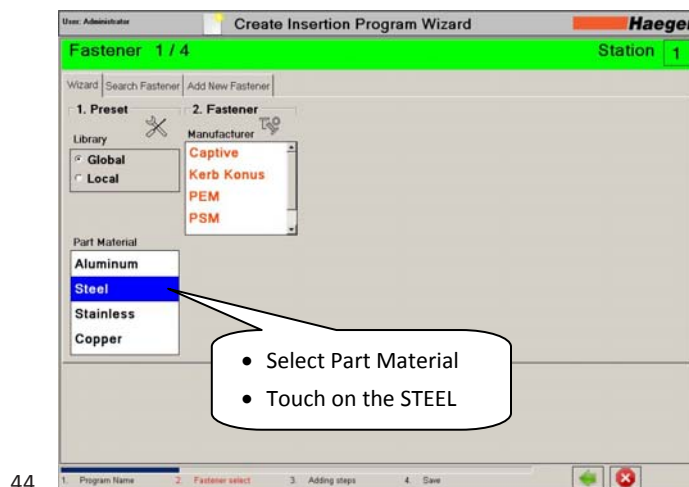 User: Administrator
Create Insertion Program Wizard
Haeger
Fastener 1 / 4
Station 1
Wizard
Search Fastener
Add New Fastener
1. Preset
2. Fastener
Library
Global
Local
Manufacturer
Captive
Kerb Konus
PEM
PSM
Part Material
Aluminum
Steel
Stainless
Copper
• Select Part Material
• Touch on the STEEL
44
1. Program Name
2. Fastener select
3. Adding steps
4. Save